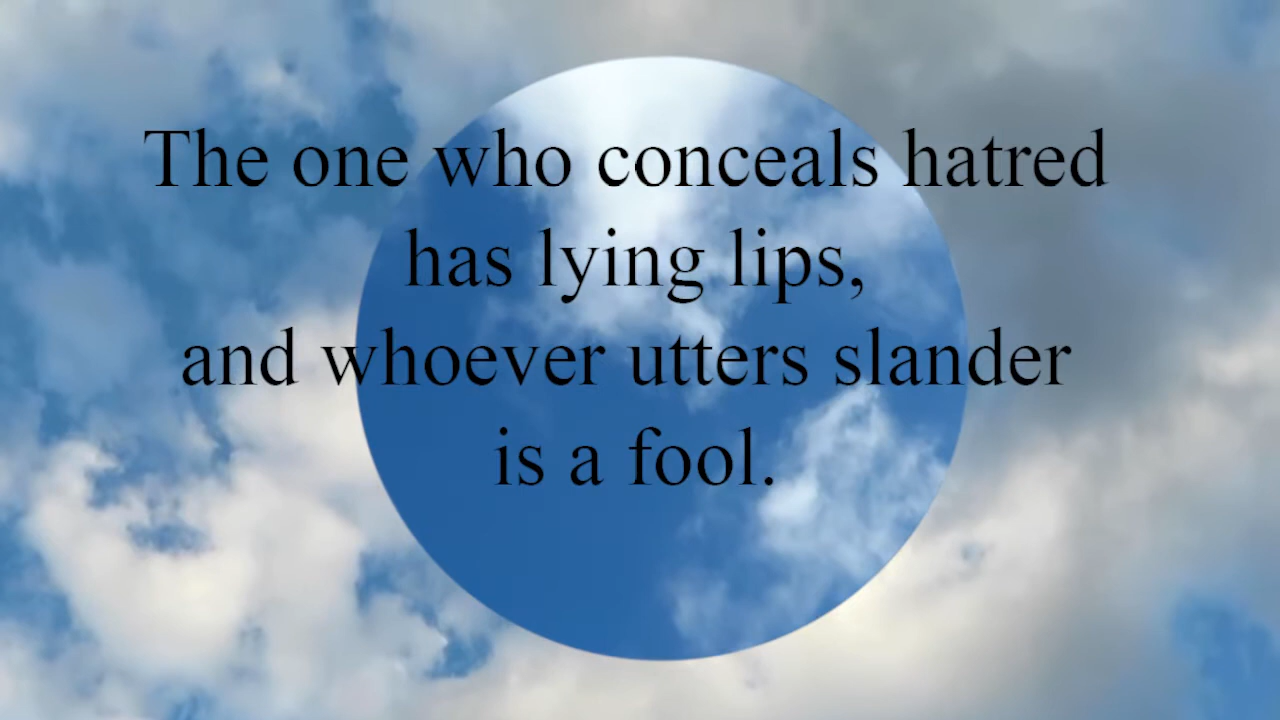 The one who conceals hatred
has lying lips,
and whoever utters slander
is a fool.